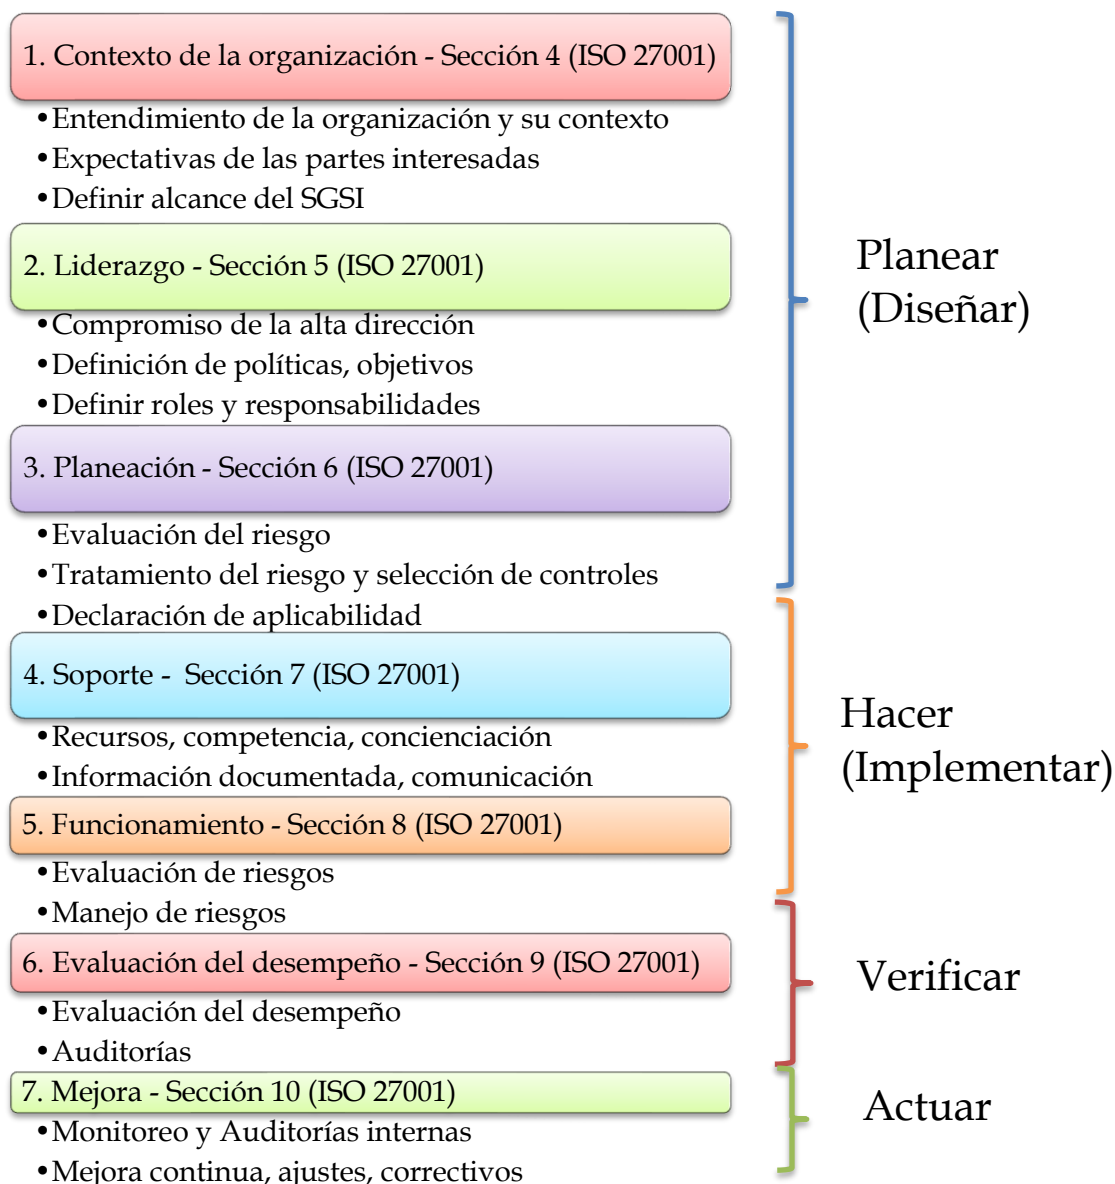 1. Contexto de la organización - Sección 4 (ISO 27001)
•Entendimiento de la organización y su contexto
•Expectativas de las partes interesadas
•Definir alcance del SGSI
2. Liderazgo - Sección 5 (ISO 27001)
•Compromiso de la alta dirección
•Definición de políticas, objetivos
•Definir roles y responsabilidades
3. Planeación - Sección 6 (ISO 27001)
•Evaluación del riesgo
•Tratamiento del riesgo y selección de controles
•Declaración de aplicabilidad
Planear
(Diseñar)
4. Soporte -  Sección 7 (ISO 27001)
•Recursos, competencia, concienciación
•Información documentada, comunicación
5. Funcionamiento - Sección 8 (ISO 27001)
•Evaluación de riesgos
•Manejo de riesgos
Hacer
(Implementar)
6. Evaluación del desempeño - Sección 9 (ISO 27001)
•Evaluación del desempeño
•Auditorías
Verificar
7. Mejora - Sección 10 (ISO 27001)
•Monitoreo y Auditorías internas
•Mejora continua, ajustes, correctivos
Actuar